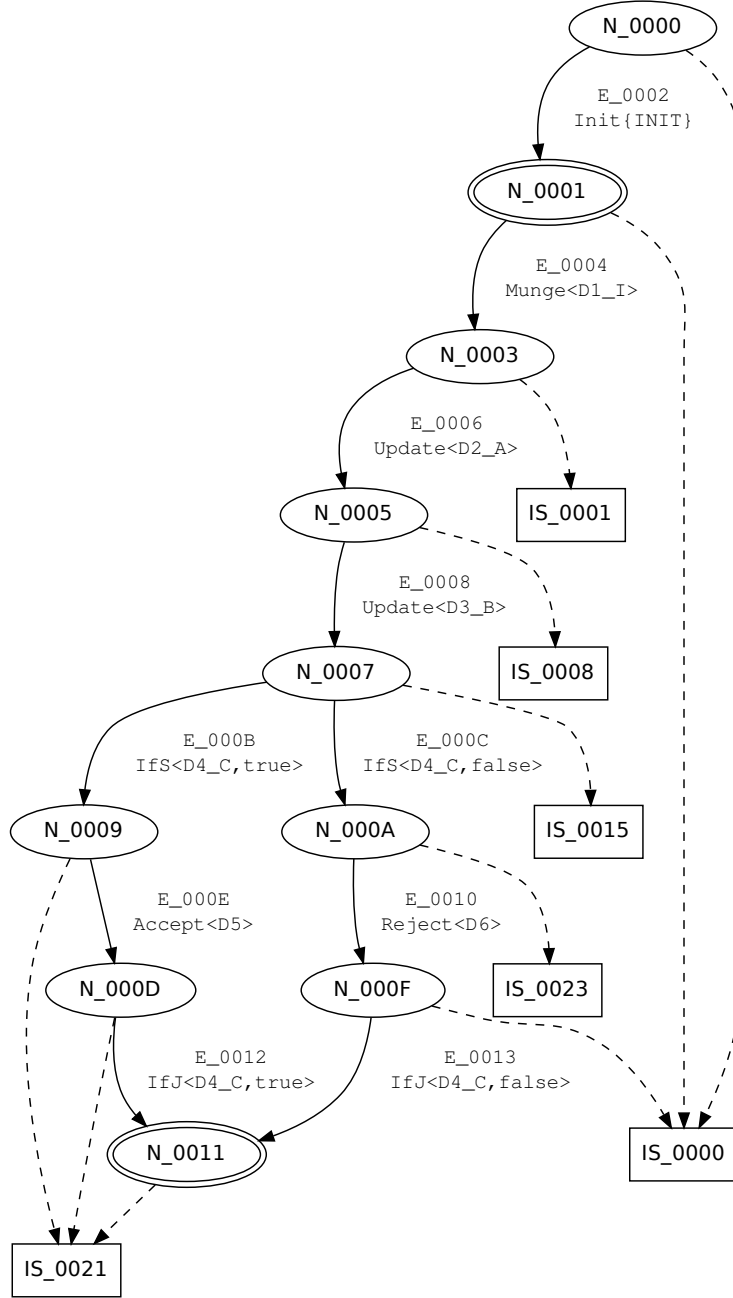 N_0000
E_0002
Init{INIT}
N_0001
E_0004
Munge<D1_I>
N_0003
E_0006
Update<D2_A>
N_0005
IS_0001
E_0008
Update<D3_B>
N_0007
IS_0008
E_000B
IfS<D4_C,true>
E_000C
IfS<D4_C,false>
N_0009
N_000A
IS_0015
E_000E
Accept<D5>
E_0010
Reject<D6>
N_000D
N_000F
IS_0023
E_0012
IfJ<D4_C,true>
E_0013
IfJ<D4_C,false>
N_0011
IS_0000
IS_0021